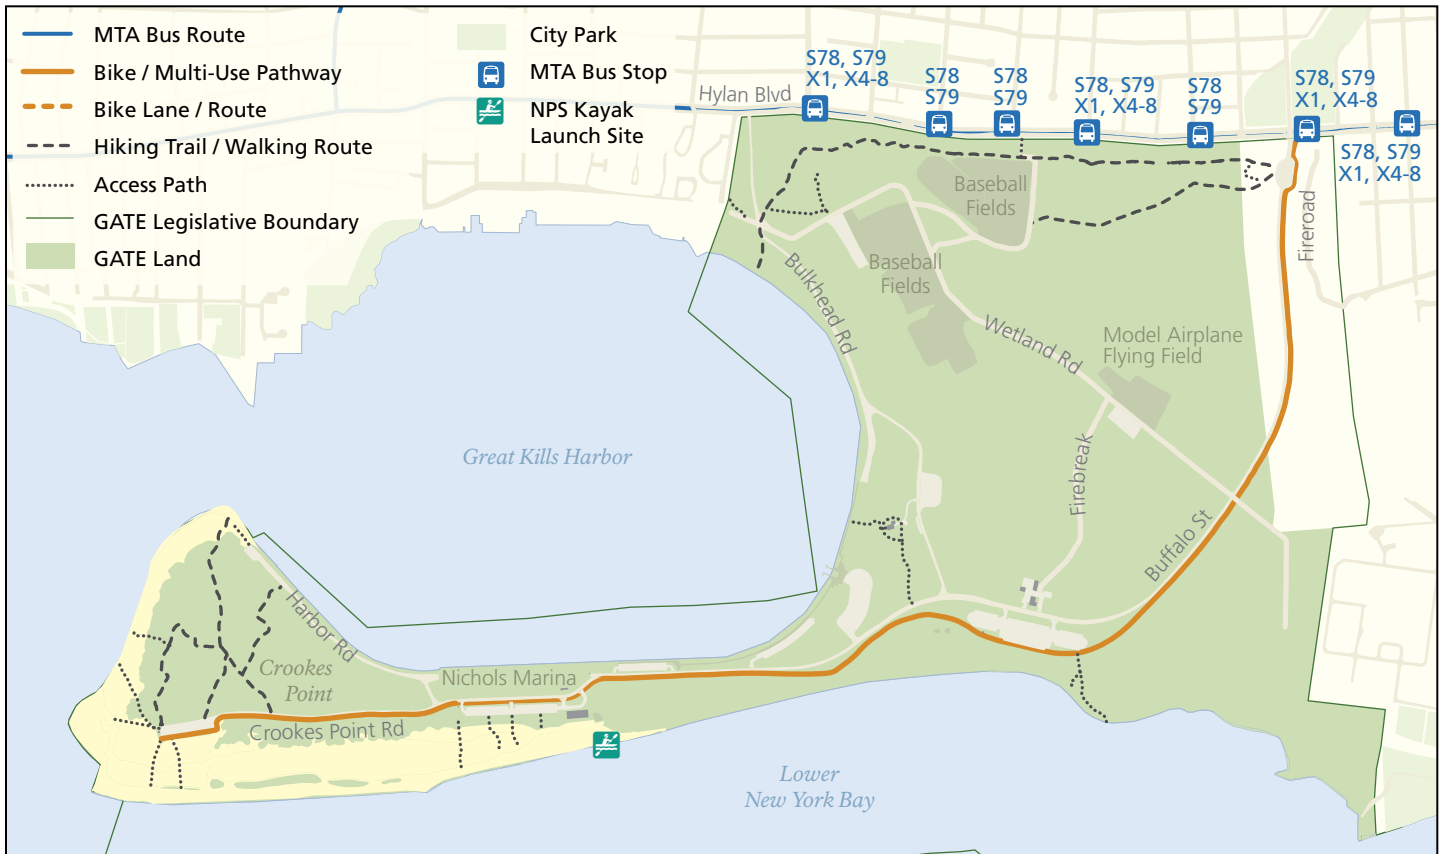 MTA Bus Route
Bike / Multi-Use Pathway
Bike Lane / Route
Hiking Trail / Walking Route
Access Path
GATE Legislative Boundary
GATE Land
City Park
MTA Bus Stop
NPS Kayak
Launch Site
Hylan Blvd
S78, S79
X1, X4-8
S78
S79
S78
S79
S78, S79
X1, X4-8
S78
S79
S78, S79
X1, X4-8
S78, S79
X1, X4-8
Baseball
Fields
Fireroad
Baseball
Fields
Bulkhead Rd
Wetland Rd
Model Airplane
Flying Field
Great Kills Harbor
Firebreak
Buffalo St
Harbor Rd
Crookes
Point
Nichols Marina
Crookes Point Rd
Lower
New York Bay